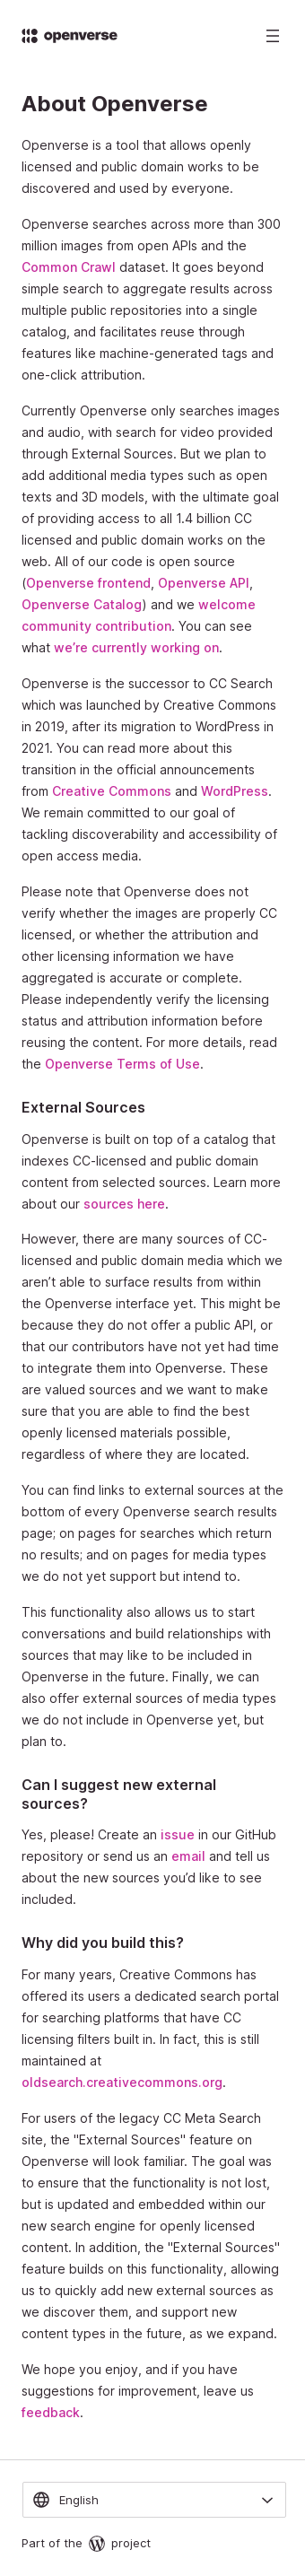 openverse
About Openverse
Openverse is a tool that allows openly
licensed and public domain works to be
discovered and used by everyone.
Openverse searches across more than 300
million images from open APIs and the
Common Crawl dataset. It goes beyond
simple search to aggregate results across
multiple public repositories into a single
catalog, and facilitates reuse through
features like machine-generated tags and
one-click attribution.
Currently Openverse only searches images
and audio, with search for video provided
through External Sources. But we plan to
add additional media types such as open
texts and 3D models, with the ultimate goal
of providing access to all 1.4 billion CC
licensed and public domain works on the
web. All of our code is open source
(Openverse frontend, Openverse API,
Openverse Catalog) and we welcome
community contribution. You can see
what we’re currently working on.
Openverse is the successor to CC Search
which was launched by Creative Commons
in 2019, after its migration to WordPress in
2021. You can read more about this
transition in the official announcements
from Creative Commons and WordPress.
We remain committed to our goal of
tackling discoverability and accessibility of
open access media.
Please note that Openverse does not
verify whether the images are properly CC
licensed, or whether the attribution and
other licensing information we have
aggregated is accurate or complete.
Please independently verify the licensing
status and attribution information before
reusing the content. For more details, read
the Openverse Terms of Use.
External Sources
Openverse is built on top of a catalog that
indexes CC-licensed and public domain
content from selected sources. Learn more
about our sources here.
However, there are many sources of CC-
licensed and public domain media which we
aren’t able to surface results from within
the Openverse interface yet. This might be
because they do not offer a public API, or
that our contributors have not yet had time
to integrate them into Openverse. These
are valued sources and we want to make
sure that you are able to find the best
openly licensed materials possible,
regardless of where they are located.
You can find links to external sources at the
bottom of every Openverse search results
page; on pages for searches which return
no results; and on pages for media types
we do not yet support but intend to.
This functionality also allows us to start
conversations and build relationships with
sources that may like to be included in
Openverse in the future. Finally, we can
also offer external sources of media types
we do not include in Openverse yet, but
plan to.
Can I suggest new external
sources?
Yes, please! Create an issue in our GitHub
repository or send us an email and tell us
about the new sources you’d like to see
included.
Why did you build this?
For many years, Creative Commons has
offered its users a dedicated search portal
for searching platforms that have CC
licensing filters built in. In fact, this is still
maintained at
oldsearch.creativecommons.org.
For users of the legacy CC Meta Search
site, the "External Sources" feature on
Openverse will look familiar. The goal was
to ensure that the functionality is not lost,
but is updated and embedded within our
new search engine for openly licensed
content. In addition, the "External Sources"
feature builds on this functionality, allowing
us to quickly add new external sources as
we discover them, and support new
content types in the future, as we expand.
We hope you enjoy, and if you have
suggestions for improvement, leave us
feedback.
English
Part of the project